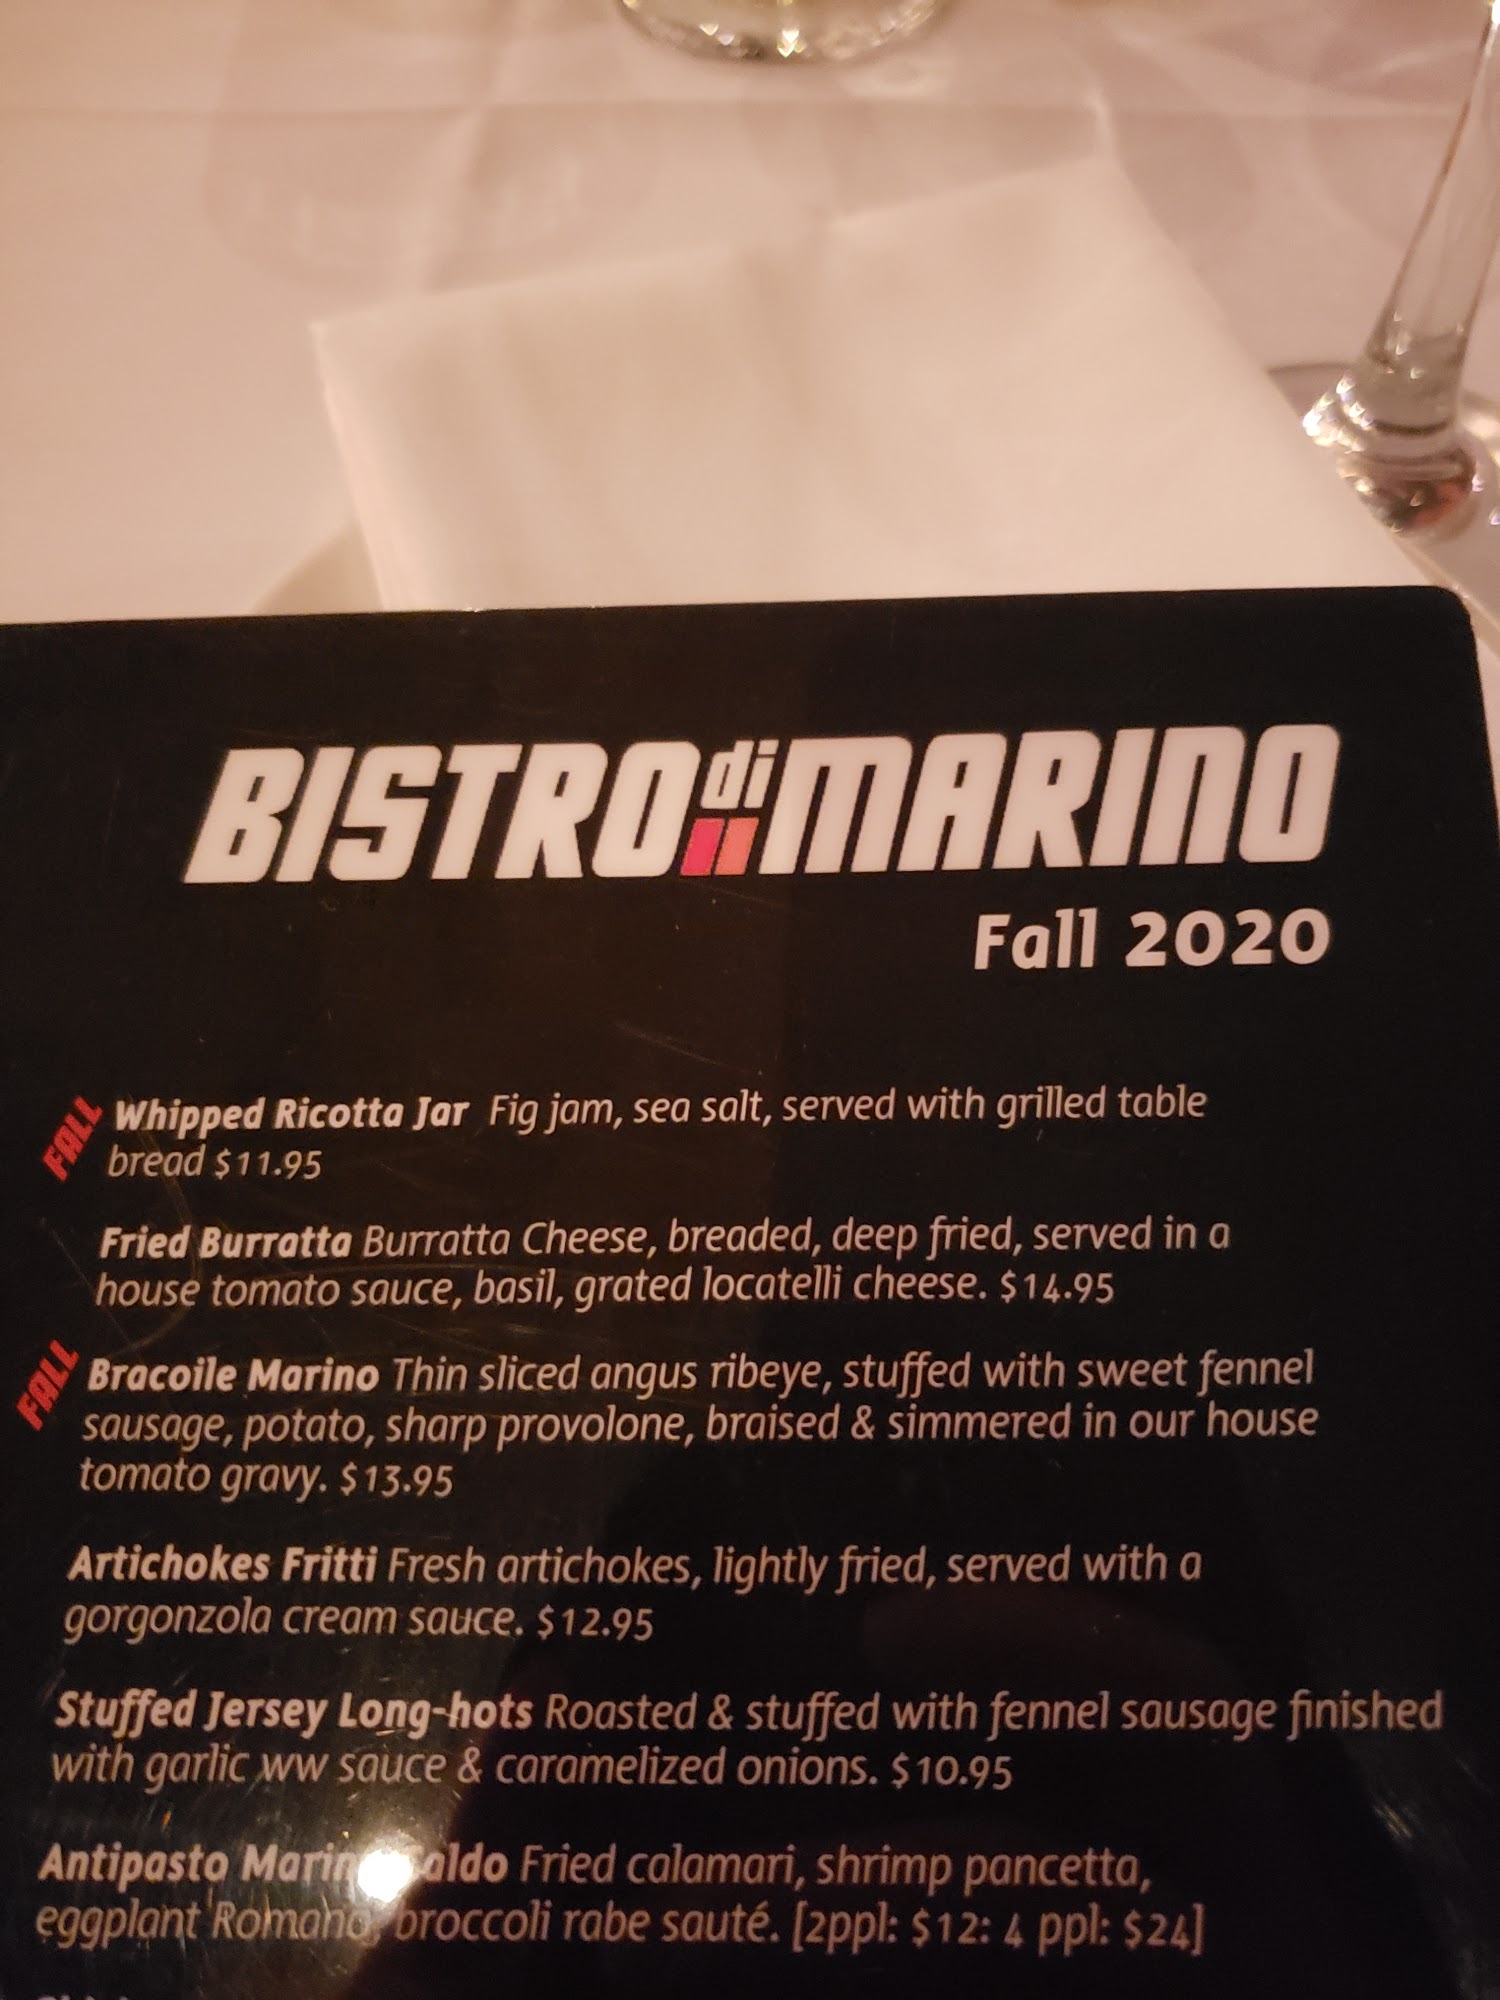 BISTRO di MARINO
Fall 2020
FALL
Whipped Ricotta Jar Fig jam, sea salt, served with grilled table
bread $11.95
Fried Burratta Burratta Cheese, breaded, deep fried, served in a
house tomato sauce, basil, grated locatelli cheese. $14.95
FALL
Bracoile Marino Thin sliced angus ribeye, stuffed with sweet fennel
sausage, potato, sharp provolone, braised & simmered in our house
tomato gravy. $13.95
Artichokes Fritti Fresh artichokes, lightly fried, served with a
gorgonzola cream sauce. $12.95
Stuffed Jersey Long-hots Roasted & stuffed with fennel sausage finished
with garlic ww sauce & caramelized onions. $10.95
Antipasto Fried calamari, shrimp pancetta,
eggplant Romano, broccoli rabe sauté. [2ppl: $12: 4 ppl: $24]